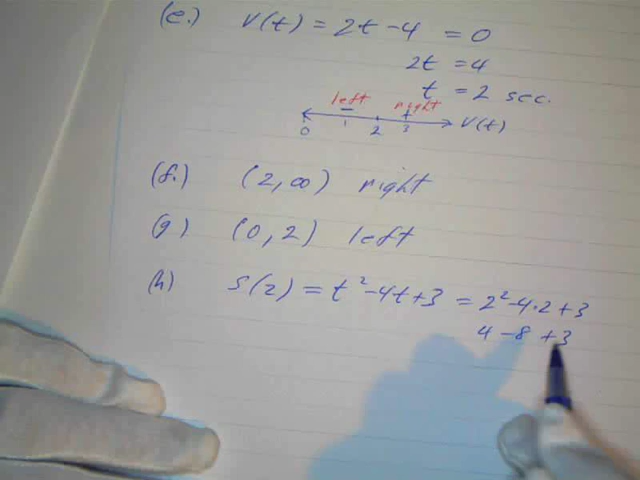 (e.) v(t) = 2t - 4 = 0
2t = 4
t = 2 sec.
left right
- +
0 1 2 3 v(t)
(f.) (2, ∞) right
(g) (0, 2) left
(h) s(2) = t² - 4t + 3 = 2² - 4·2 + 3
4 - 8 + 3